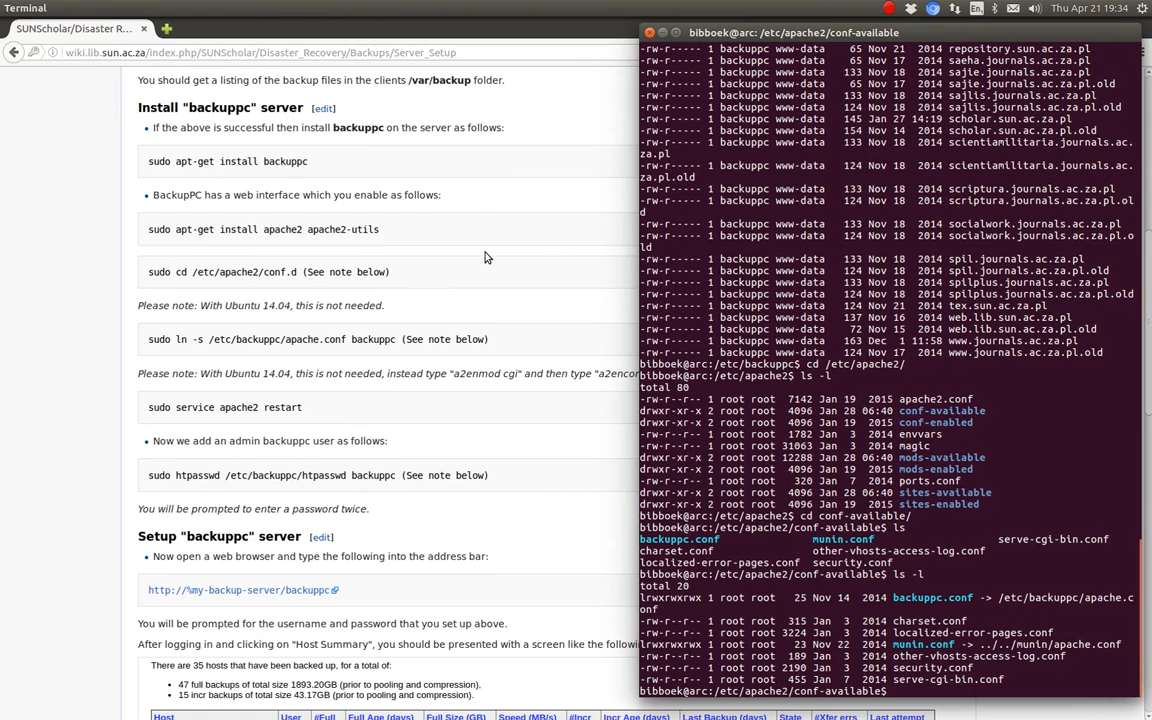 Terminal
En
Thu Apr 21 19:34
SUNScholar/Disaster R...
wiki.lib.sun.ac.za/index.php/SUNScholar/Disaster_Recovery/Backups/Server_Setup
You should get a listing of the backup files in the clients /var/backup folder.
Install "backuppc" server [edit]
If the above is successful then install backuppc on the server as follows:
sudo apt-get install backuppc
BackupPC has a web interface which you enable as follows:
sudo apt-get install apache2 apache2-utils
sudo cd /etc/apache2/conf.d (See note below)
Please note: With Ubuntu 14.04, this is not needed.
sudo ln -s /etc/backuppc/apache.conf backuppc (See note below)
Please note: With Ubuntu 14.04, this is not needed, instead type "a2enmod cgi" and then type "a2encor
sudo service apache2 restart
Now we add an admin backuppc user as follows:
sudo htpasswd /etc/backuppc/htpasswd backuppc (See note below)
You will be prompted to enter a password twice.
Setup "backuppc" server [edit]
Now open a web browser and type the following into the address bar:
http://%my-backup-server/backuppc
You will be prompted for the username and password that you set up above.
After logging in and clicking on "Host Summary", you should be presented with a screen like the followi
There are 35 hosts that have been backed up, for a total of:
47 full backups of total size 1893.20GB (prior to pooling and compression),
15 incr backups of total size 43.17GB (prior to pooling and compression).
Host User #Full Full Age (days) Full Size (GB) Speed (MB/s) #Incr Incr Age (days) Last Backup (days) State #Xfer errs Last attempt
bibboek@arc: /etc/apache2/conf-available
-rw-r----- 1 backuppc www-data 65 Nov 21 2014 repository.sun.ac.za.pl
-rw-r----- 1 backuppc www-data 65 Nov 17 2014 saeha.journals.ac.za.pl
-rw-r----- 1 backuppc www-data 133 Nov 18 2014 sajie.journals.ac.za.pl
-rw-r----- 1 backuppc www-data 65 Nov 17 2014 sajie.journals.ac.za.pl.old
-rw-r----- 1 backuppc www-data 133 Nov 18 2014 sajlis.journals.ac.za.pl
-rw-r----- 1 backuppc www-data 124 Nov 18 2014 sajlis.journals.ac.za.pl.old
-rw-r----- 1 backuppc www-data 145 Jan 27 14:19 scholar.sun.ac.za.pl
-rw-r----- 1 backuppc www-data 154 Nov 14 2014 scholar.sun.ac.za.pl.old
-rw-r----- 1 backuppc www-data 133 Nov 18 2014 scientiamilitaria.journals.ac.
za.pl
-rw-r----- 1 backuppc www-data 124 Nov 18 2014 scientiamilitaria.journals.ac.
za.pl.old
-rw-r----- 1 backuppc www-data 133 Nov 18 2014 scriptura.journals.ac.za.pl
-rw-r----- 1 backuppc www-data 124 Nov 18 2014 scriptura.journals.ac.za.pl.ol
d
-rw-r----- 1 backuppc www-data 133 Nov 18 2014 socialwork.journals.ac.za.pl
-rw-r----- 1 backuppc www-data 124 Nov 18 2014 socialwork.journals.ac.za.pl.o
ld
-rw-r----- 1 backuppc www-data 133 Nov 18 2014 spil.journals.ac.za.pl
-rw-r----- 1 backuppc www-data 124 Nov 18 2014 spil.journals.ac.za.pl.old
-rw-r----- 1 backuppc www-data 133 Nov 18 2014 spilplus.journals.ac.za.pl
-rw-r----- 1 backuppc www-data 124 Nov 18 2014 spilplus.journals.ac.za.pl.old
-rw-r----- 1 backuppc www-data 124 Nov 21 2014 tex.sun.ac.za.pl
-rw-r----- 1 backuppc www-data 137 Nov 16 2014 web.lib.sun.ac.za.pl
-rw-r----- 1 backuppc www-data 72 Nov 15 2014 web.lib.sun.ac.za.pl.old
-rw-r----- 1 backuppc www-data 163 Dec 1 11:58 www.journals.ac.za.pl
-rw-r----- 1 backuppc www-data 124 Nov 17 2014 www.journals.ac.za.pl.old
bibboek@arc:/etc/backuppc$ cd /etc/apache2/
bibboek@arc:/etc/apache2$ ls -l
total 80
-rw-r--r-- 1 root root 7142 Jan 19 2015 apache2.conf
drwxr-xr-x 2 root root 4096 Jan 28 06:40 conf-available
drwxr-xr-x 2 root root 4096 Jan 19 2015 conf-enabled
-rw-r--r-- 1 root root 1782 Jan 3 2014 envvars
-rw-r--r-- 1 root root 31063 Jan 3 2014 magic
drwxr-xr-x 2 root root 12288 Jan 28 06:40 mods-available
drwxr-xr-x 2 root root 4096 Jan 19 2015 mods-enabled
-rw-r--r-- 1 root root 320 Jan 7 2014 ports.conf
drwxr-xr-x 2 root root 4096 Jan 28 06:40 sites-available
drwxr-xr-x 2 root root 4096 Jan 19 2015 sites-enabled
bibboek@arc:/etc/apache2$ cd conf-available/
bibboek@arc:/etc/apache2/conf-available$ ls
backuppc.conf munin.conf serve-cgi-bin.conf
charset.conf other-vhosts-access-log.conf
localized-error-pages.conf security.conf
bibboek@arc:/etc/apache2/conf-available$ ls -l
total 20
lrwxrwxrwx 1 root root 25 Nov 14 2014 backuppc.conf -> /etc/backuppc/apache.c
onf
-rw-r--r-- 1 root root 315 Jan 3 2014 charset.conf
-rw-r--r-- 1 root root 3224 Jan 3 2014 localized-error-pages.conf
lrwxrwxrwx 1 root root 23 Nov 22 2014 munin.conf -> ../../munin/apache.conf
-rw-r--r-- 1 root root 189 Jan 3 2014 other-vhosts-access-log.conf
-rw-r--r-- 1 root root 2190 Jan 3 2014 security.conf
-rw-r--r-- 1 root root 455 Jan 7 2014 serve-cgi-bin.conf
bibboek@arc:/etc/apache2/conf-available$